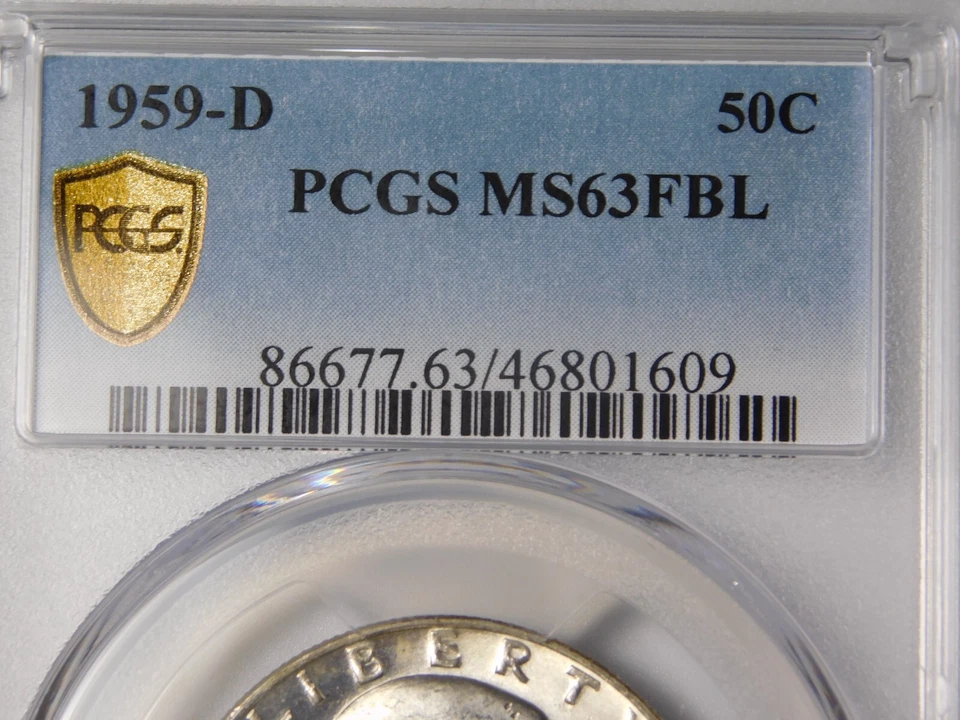 1959-D 50C
PCGS MS63FBL
PCGS
86677.63/46801609
LIBERTY